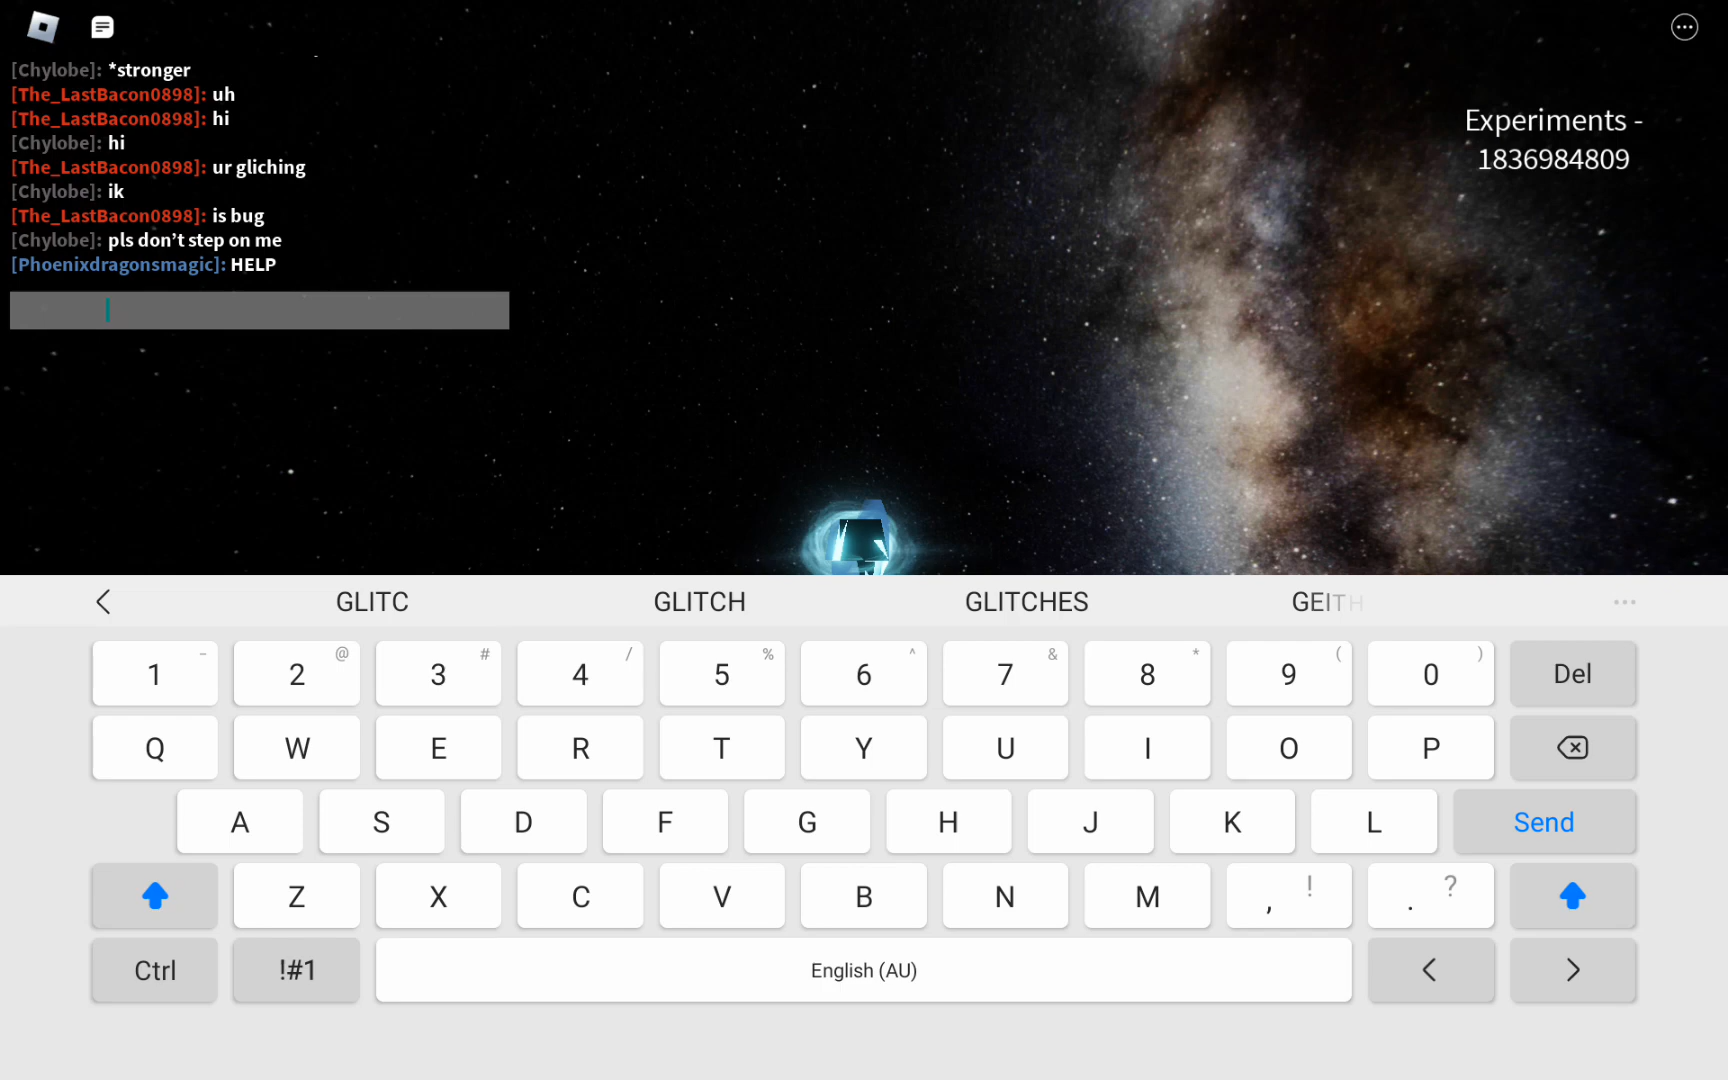 [Chylobe]: *stronger
[The_LastBacon0898]: uh
[The_LastBacon0898]: hi
[Chylobe]: hi
[The_LastBacon0898]: ur gliching
[Chylobe]: ik
[The_LastBacon0898]: is bug
[Chylobe]: pls don’t step on me
[Phoenixdragonsmagic]: HELP
Experiments -
1836984809
GLITC GLITCH GLITCHES GEITH
1 - 2 @ 3 # 4 / 5 % 6 ^ 7 & 8 * 9 ( 0 ) Del
Q W E R T Y U I O P
A S D F G H J K L Send
Z X C V B N M , ! . ?
Ctrl !#1 English (AU) < >